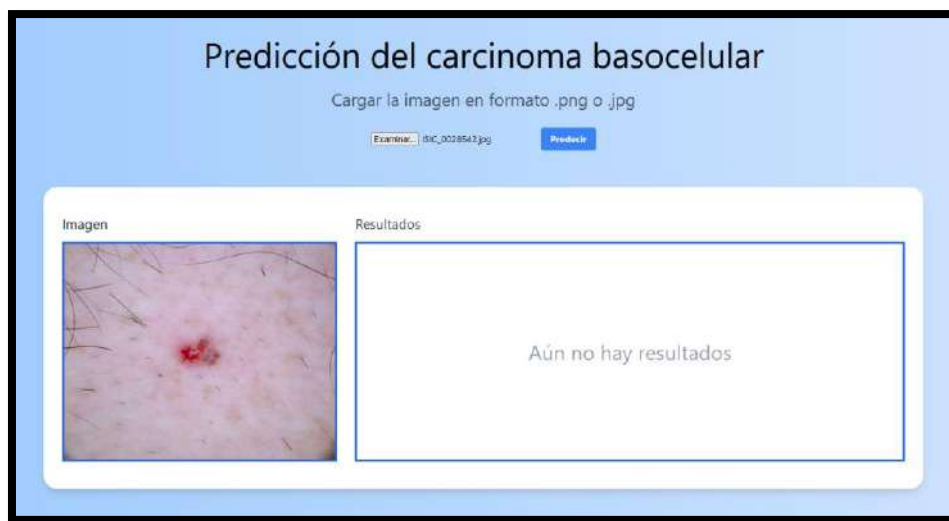 Predicción del carcinoma basocelular
Cargar la imagen en formato .png o .jpg
Examinar... ISIC_0028542.jpg Predecir
Imagen Resultados
Aún no hay resultados